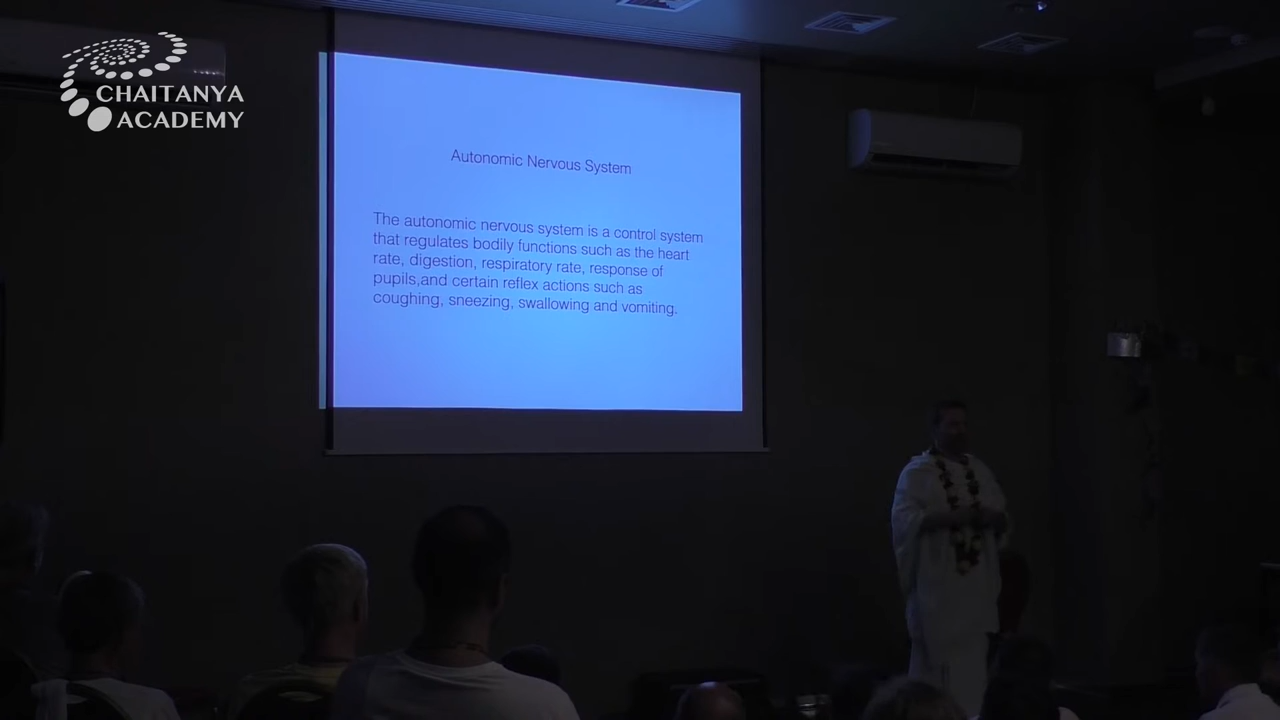 CHAITANYA
ACADEMY
Autonomic Nervous System
The autonomic nervous system is a control system
that regulates bodily functions such as the heart
rate, digestion, respiratory rate, response of
pupils,and certain reflex actions such as
coughing, sneezing, swallowing and vomiting.